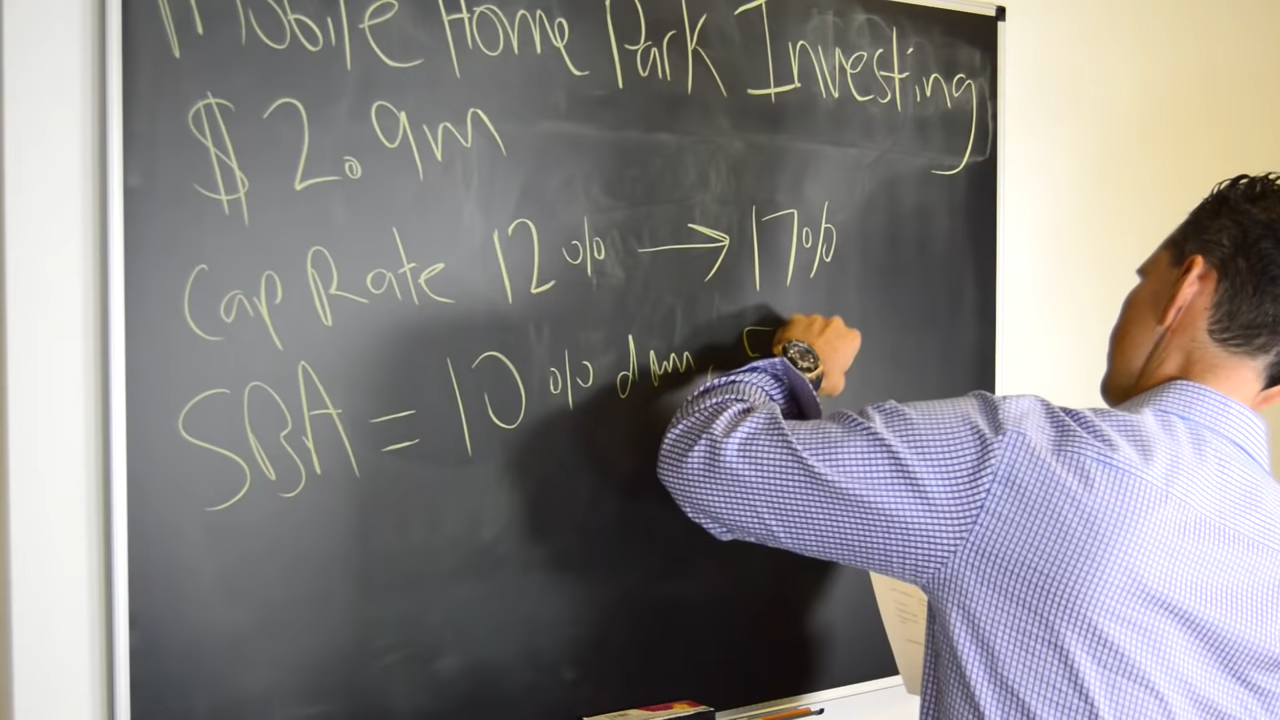 Mobile Home Park Investing
$2.9m
Cap Rate 12% → 17%
SBA = 10% down,